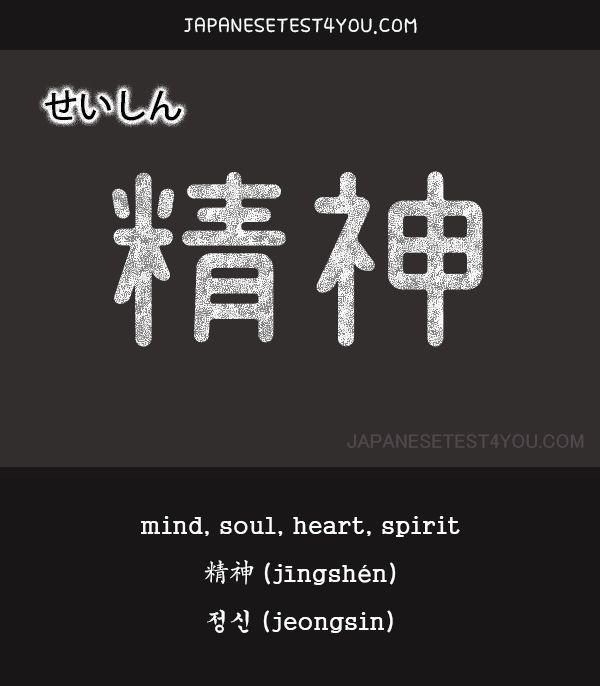 JAPANESETEST4YOU.COM
せいしん
精神
JAPANESETEST4YOU.COM
mind, soul, heart, spirit
精神 (jīngshén)
정신 (jeongsin)